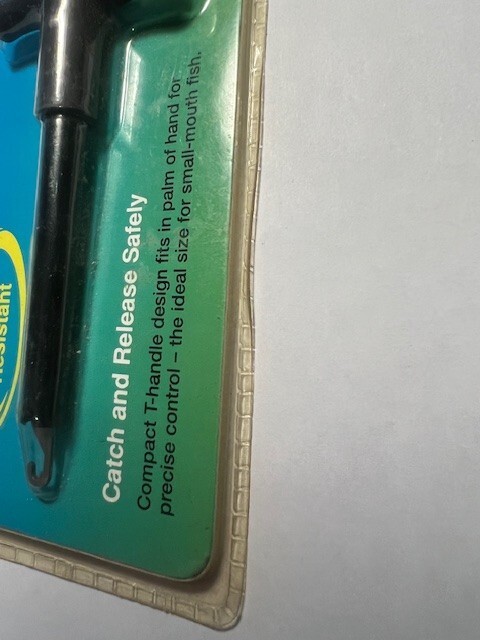 Catch and Release Safely
Compact T-handle design fits in palm of hand for
precise control – the ideal size for small-mouth fish.